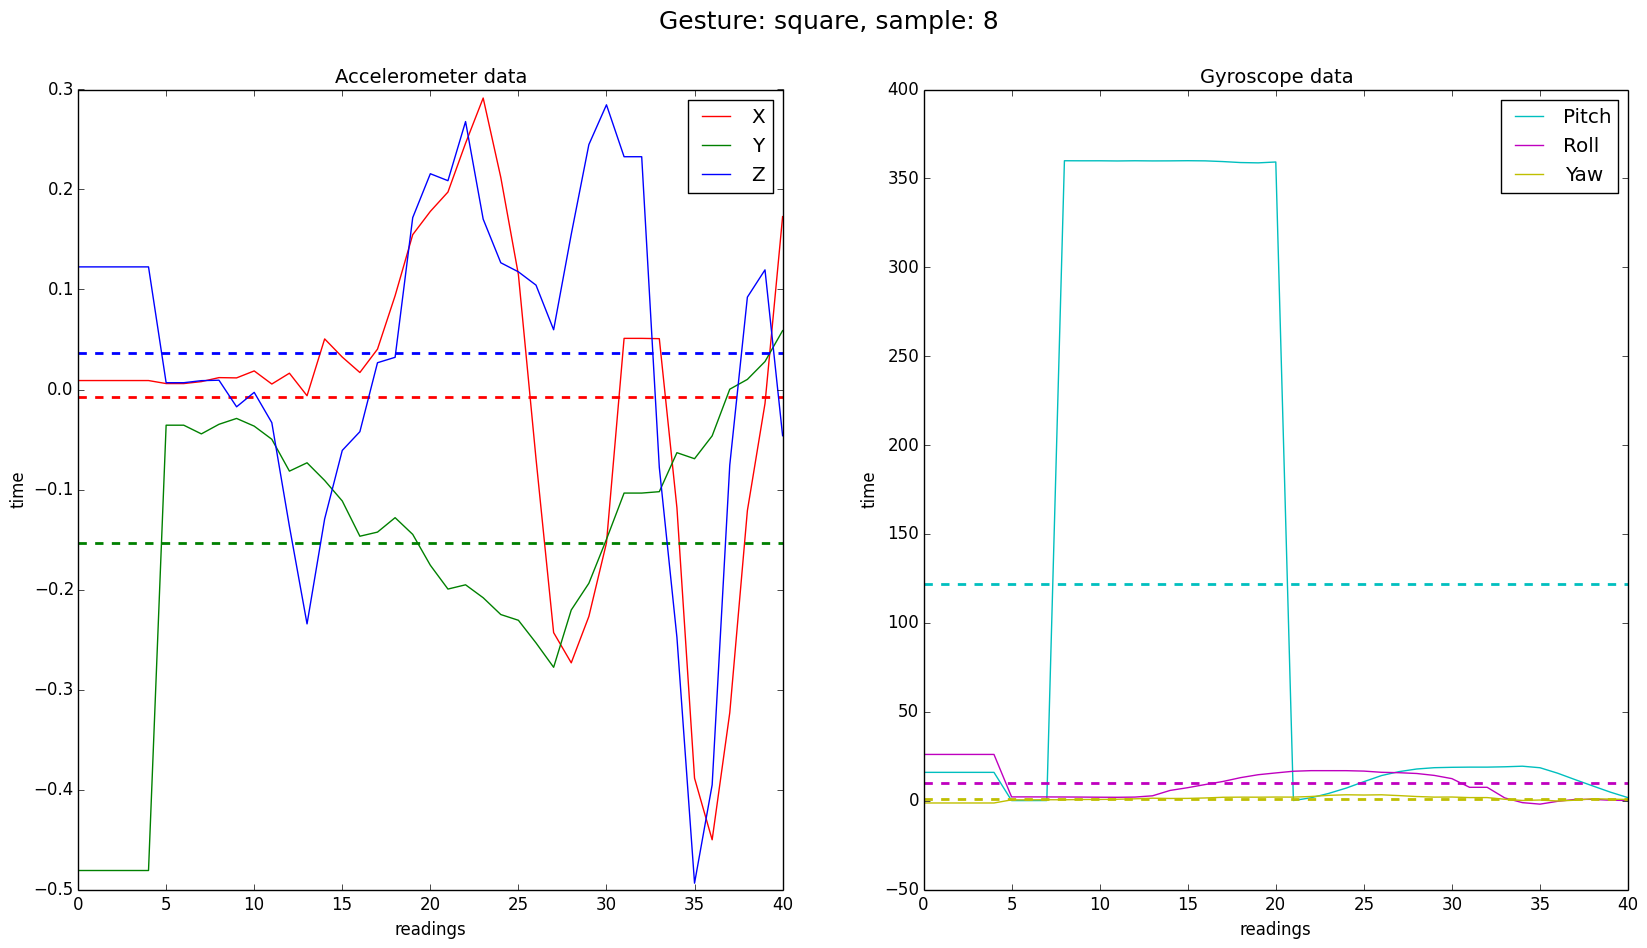 Gesture: square, sample: 8
Accelerometer data
0.3
0.2
0.1
0.0
−0.1
−0.2
−0.3
−0.4
−0.5
time
0 5 10 15 20 25 30 35 40
readings
X
Y
Z
Gyroscope data
400
350
300
250
200
150
100
50
0
−50
time
0 5 10 15 20 25 30 35 40
readings
Pitch
Roll
Yaw